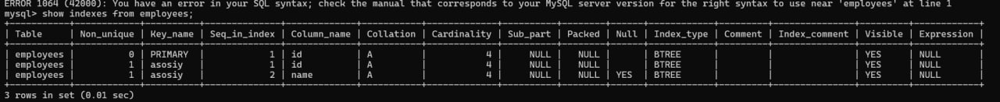 ERROR 1064 (42000): You have an error in your SQL syntax; check the manual that corresponds to your MySQL server version for the right syntax to use near 'employees' at line 1
mysql> show indexes from employees;
+-----------+------------+----------+--------------+-------------+-----------+-------------+----------+--------+------+------------+---------+---------------+---------+------------+
| Table     | Non_unique | Key_name | Seq_in_index | Column_name | Collation | Cardinality | Sub_part | Packed | Null | Index_type | Comment | Index_comment | Visible | Expression |
+-----------+------------+----------+--------------+-------------+-----------+-------------+----------+--------+------+------------+---------+---------------+---------+------------+
| employees |          0 | PRIMARY  |            1 | id          | A         |           4 |     NULL |   NULL |      | BTREE      |         |               | YES     | NULL       |
| employees |          1 | asosiy   |            1 | id          | A         |           4 |     NULL |   NULL |      | BTREE      |         |               | YES     | NULL       |
| employees |          1 | asosiy   |            2 | name        | A         |           4 |     NULL |   NULL | YES  | BTREE      |         |               | YES     | NULL       |
+-----------+------------+----------+--------------+-------------+-----------+-------------+----------+--------+------+------------+---------+---------------+---------+------------+
3 rows in set (0.01 sec)